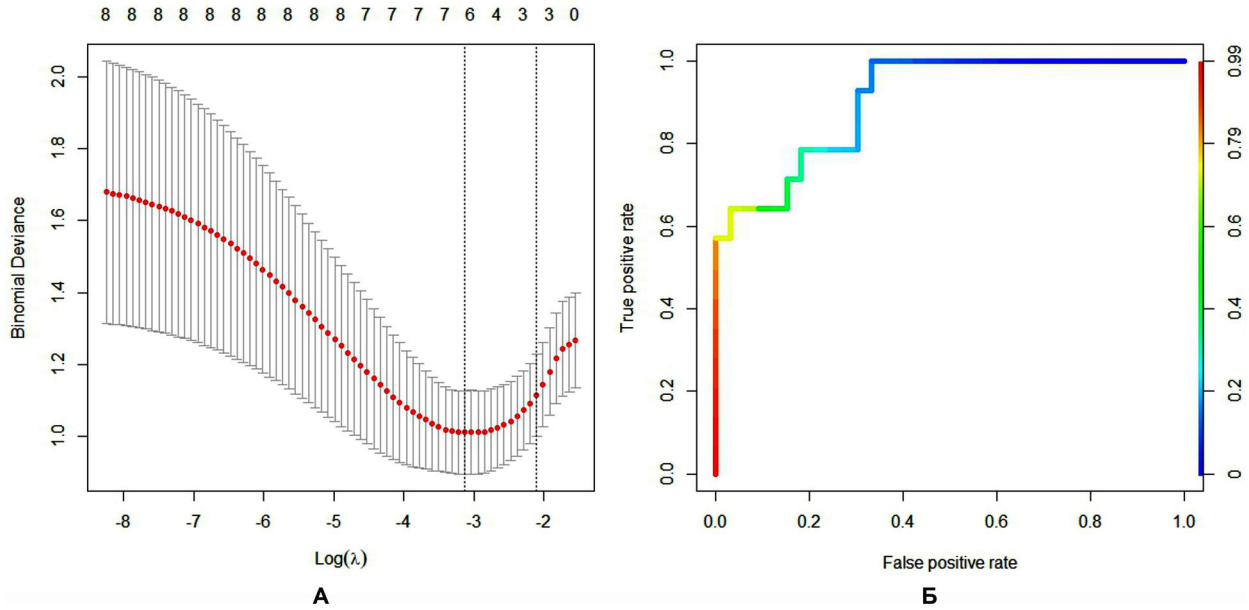 8 8 8 8 8 8 8 8 7 7 7 7 6 4 3 3 0
2.0
1.8
1.6
1.4
1.2
1.0
Binomial Deviance
-8 -7 -6 -5 -4 -3 -2
Log(λ)
А
1.0
0.8
0.6
0.4
0.2
0.0
True positive rate
0.0 0.2 0.4 0.6 0.8 1.0
False positive rate
0.99
0.79
0.6
0.4
0.2
0
Б